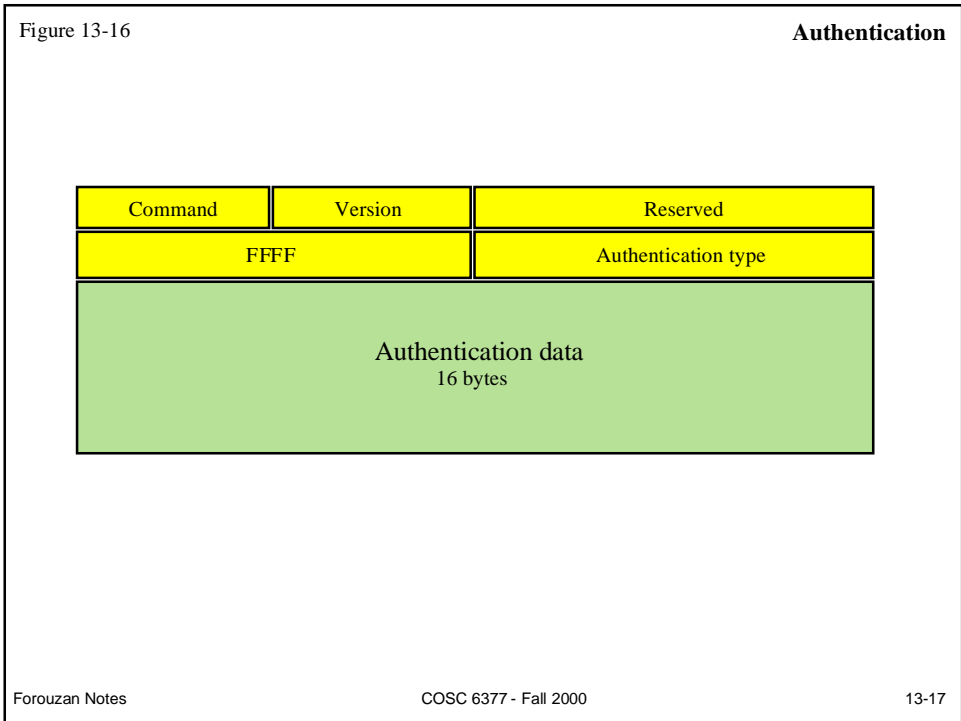 Figure 13-16 Authentication
Command Version Reserved
FFFF Authentication type
Authentication data
16 bytes
Forouzan Notes COSC 6377 - Fall 2000 13-17